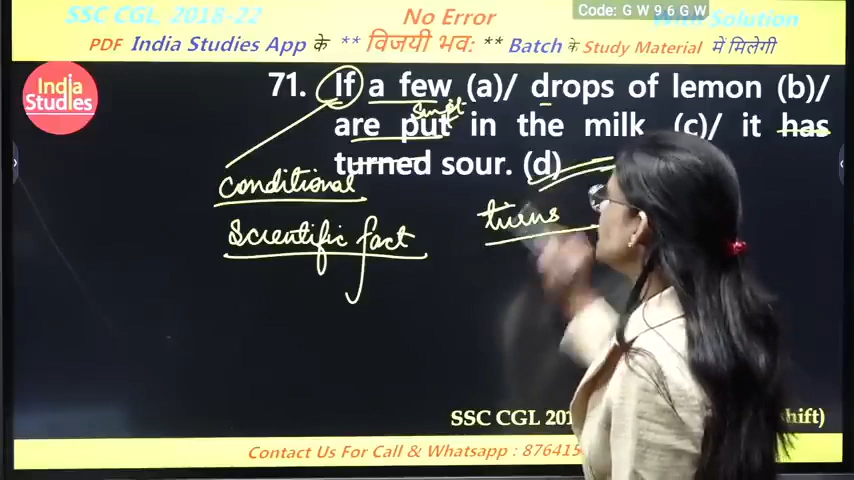 SSC CGL, 2018-22
No Error
Code: G W 9 6 G W
With Solution
PDF India Studies App के ** विजयी भव: ** Batch के Study Material में मिलेगी
India
Studies
71. If a few (a)/ drops of lemon (b)/
simple
are put in the milk (c)/ it has
turned sour. (d)
conditional
turns
Scientific fact
SSC CGL 201
hift)
Contact Us For Call & Whatsapp : 876415